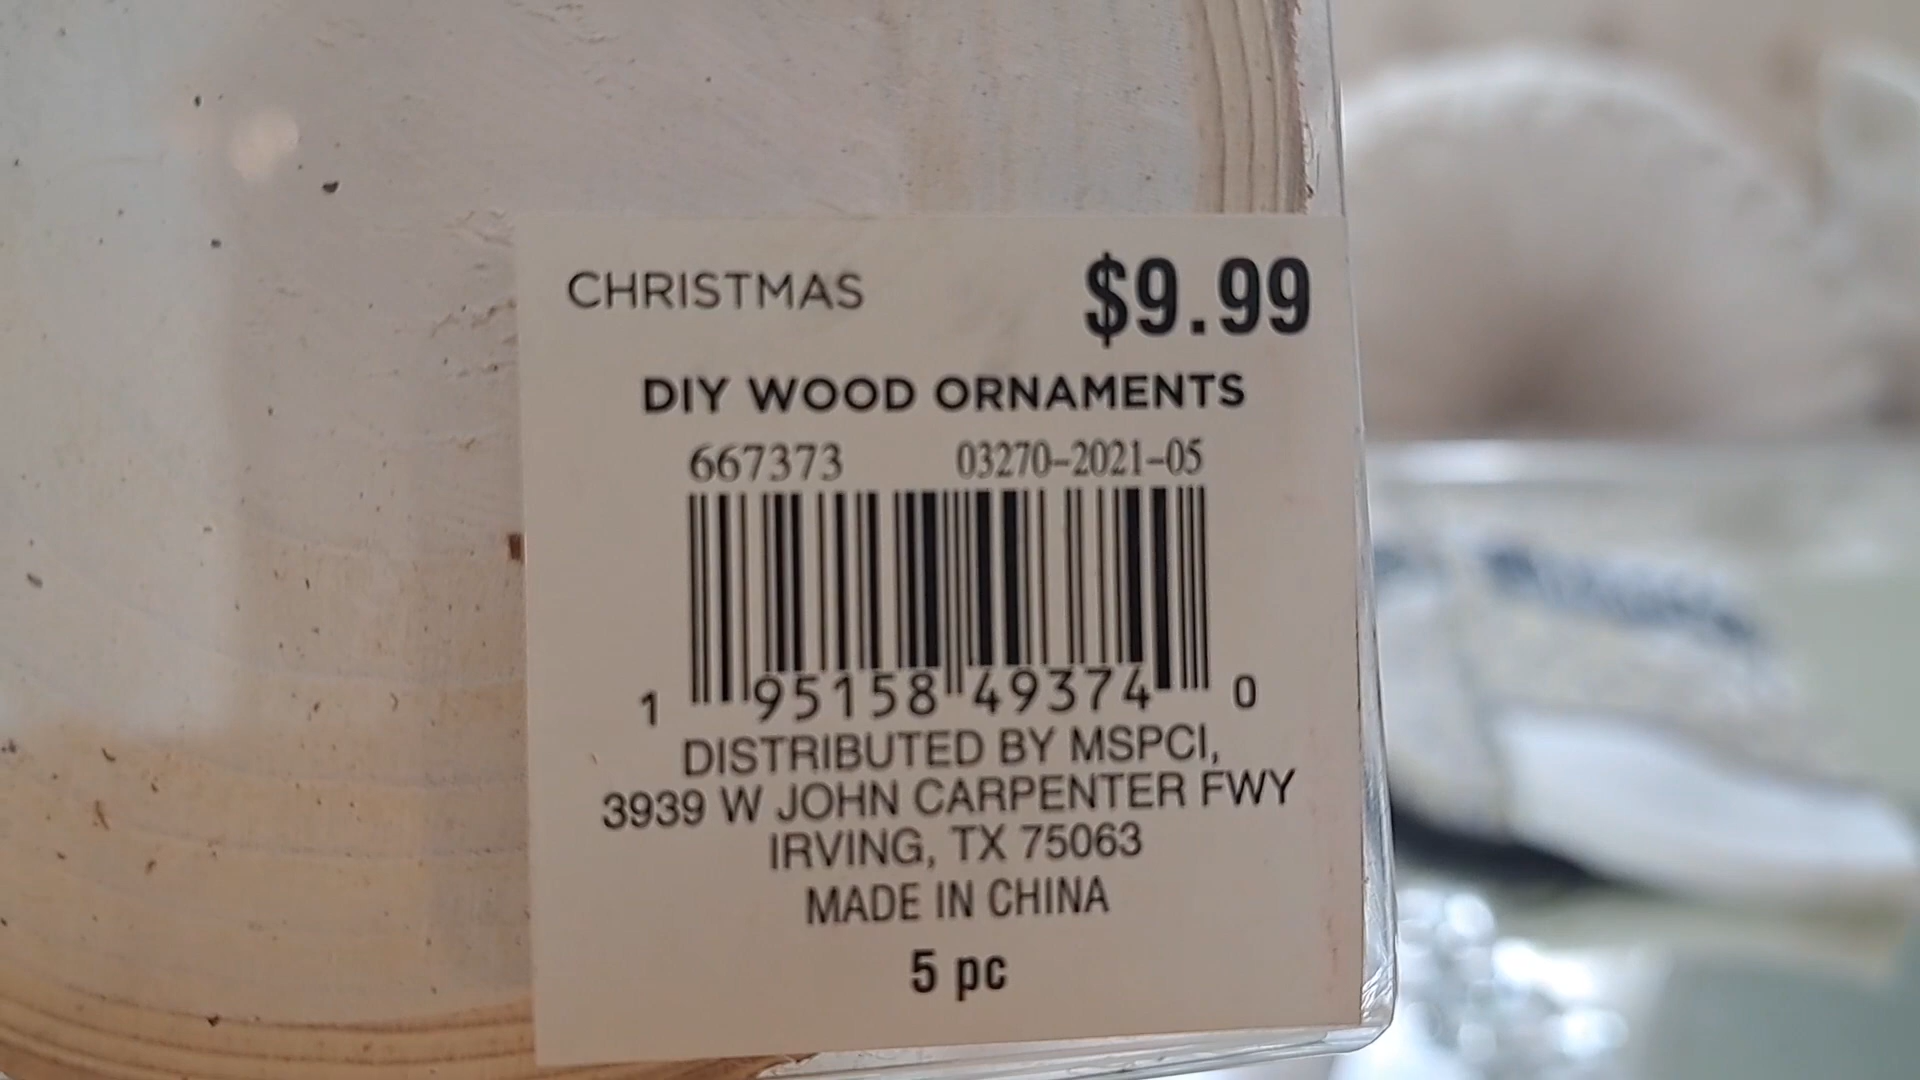 CHRISTMAS $9.99
DIY WOOD ORNAMENTS
667373 03270-2021-05
1 95158 49374 0
DISTRIBUTED BY MSPCI,
3939 W JOHN CARPENTER FWY
IRVING, TX 75063
MADE IN CHINA
5 pc